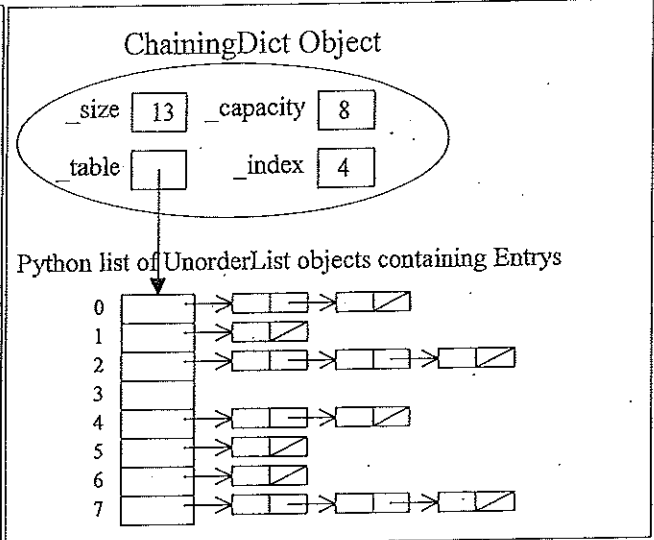 ChainingDict Object
_size 13 _capacity 8
_table _index 4
Python list of UnorderList objects containing Entrys
0
1
2
3
4
5
6
7